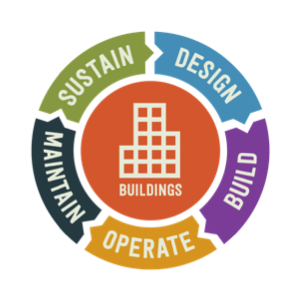 SUSTAIN
DESIGN
BUILD
OPERATE
MAINTAIN
BUILDINGS